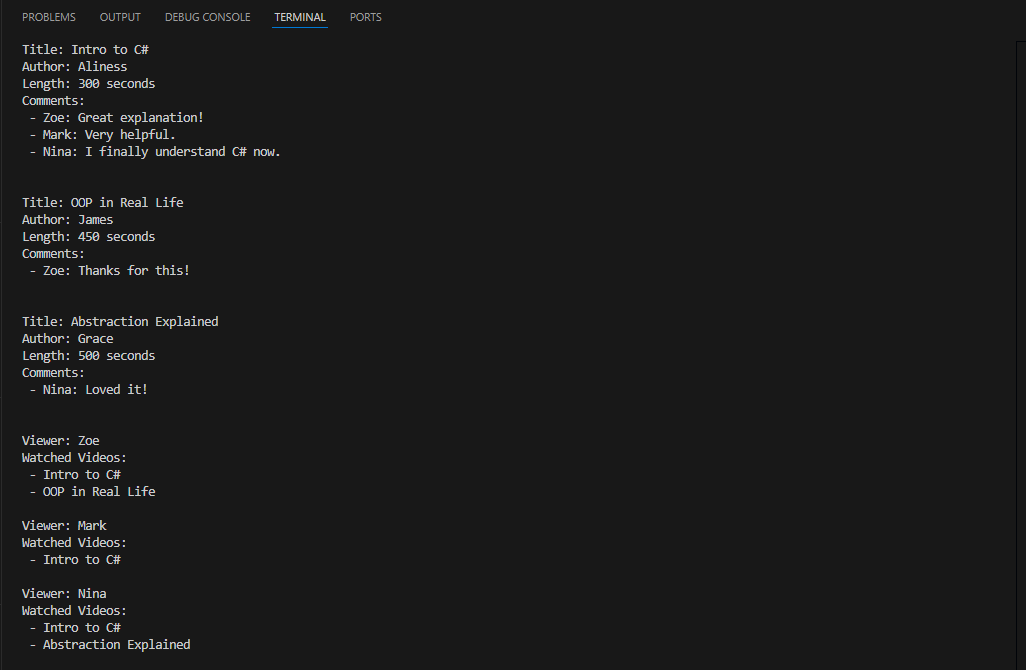 PROBLEMS OUTPUT DEBUG CONSOLE TERMINAL PORTS
Title: Intro to C#
Author: Aliness
Length: 300 seconds
Comments:
- Zoe: Great explanation!
- Mark: Very helpful.
- Nina: I finally understand C# now.
Title: OOP in Real Life
Author: James
Length: 450 seconds
Comments:
- Zoe: Thanks for this!
Title: Abstraction Explained
Author: Grace
Length: 500 seconds
Comments:
- Nina: Loved it!
Viewer: Zoe
Watched Videos:
- Intro to C#
- OOP in Real Life
Viewer: Mark
Watched Videos:
- Intro to C#
Viewer: Nina
Watched Videos:
- Intro to C#
- Abstraction Explained